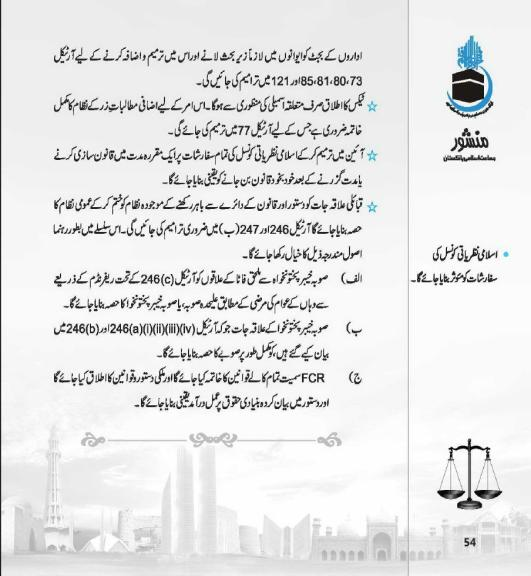 اداروں کے بجٹ کو ایوانوں میں لازماً زیرِ بحث لانے اور اس میں ترمیم و اضافہ کرنے کے لیے آرٹیکل
73، 80، 81، 85 اور 121 میں ترامیم کی جائیں گی۔
☆ ٹیکس کا اطلاق صرف متعلقہ اسمبلی کی منظوری سے ہوگا۔ اس امر کے لیے اضافی مطالباتِ زر کے نظام کا مکمل
خاتمہ ضروری ہے جس کے لیے آرٹیکل 77 میں ترمیم کی جائے گی۔
☆ آئین میں ترمیم کر کے اسلامی نظریاتی کونسل کی تمام سفارشات پر ایک مقررہ مدت میں قانون سازی کرنے
یا مدت گزرنے کے بعد خود بخود قانون بن جانے کو یقینی بنایا جائے گا۔
☆ قبائلی علاقہ جات کو دستور اور قانون کے دائرے سے باہر رکھنے کے موجودہ نظام کو ختم کر کے عمومی نظام کا
حصہ بنایا جائے گا آرٹیکل 246 اور 247 (ب) میں ضروری ترامیم کی جائیں گی۔ اس سلسلے میں بطور رہنما
اصول مندرجہ ذیل کا خیال رکھا جائے گا۔
الف) صوبہ خیبر پختونخواہ سے ملحق فاٹا کے علاقوں کو آرٹیکل 246(c) کے تحت ریفرنڈم کے ذریعے
سے وہاں کے عوام کی مرضی کے مطابق علیحدہ صوبہ، یا صوبہ خیبر پختونخوا کا حصہ بنایا جائے گا۔
ب) صوبہ خیبر پختونخوا کے علاقہ جات جو کہ آرٹیکل 246(a)(i)(ii)(iii)(iv) اور 246(b) میں
بیان کیے گئے ہیں، کو مکمل طور پر صوبے کا حصہ بنایا جائے گا۔
ج) FCR سمیت تمام کالے قوانین کا خاتمہ کیا جائے گا اور ملکی دستور و قوانین کا اطلاق کیا جائے گا
اور دستور میں بیان کردہ بنیادی حقوق پر عمل درآمد یقینی بنایا جائے گا۔
منشور
جماعت اسلامی پاکستان
• اسلامی نظریاتی کونسل کی
سفارشات کو مؤثر بنایا جائے گا۔
54